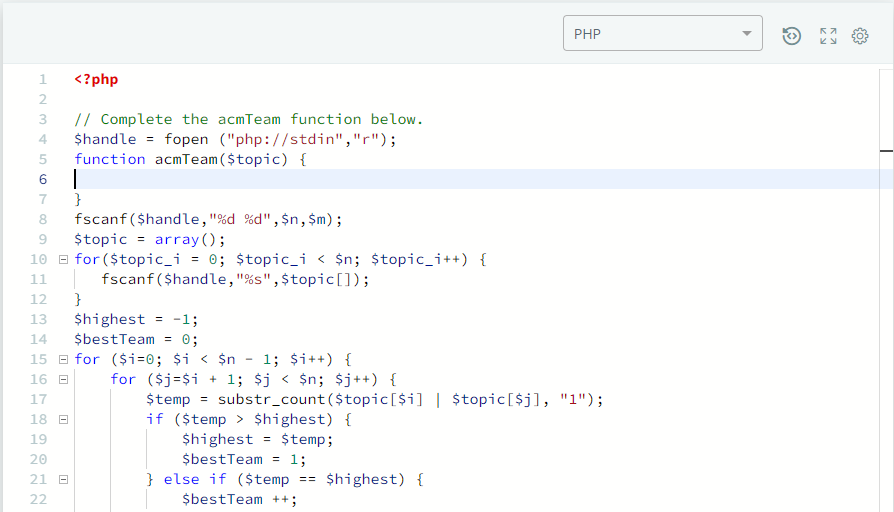 PHP
1 <?php
2
3 // Complete the acmTeam function below.
4 $handle = fopen ("php://stdin","r");
5 function acmTeam($topic) {
6
7 }
8 fscanf($handle,"%d %d",$n,$m);
9 $topic = array();
10 for($topic_i = 0; $topic_i < $n; $topic_i++) {
11 fscanf($handle,"%s",$topic[]);
12 }
13 $highest = -1;
14 $bestTeam = 0;
15 for ($i=0; $i < $n - 1; $i++) {
16 for ($j=$i + 1; $j < $n; $j++) {
17 $temp = substr_count($topic[$i] | $topic[$j], "1");
18 if ($temp > $highest) {
19 $highest = $temp;
20 $bestTeam = 1;
21 } else if ($temp == $highest) {
22 $bestTeam ++;